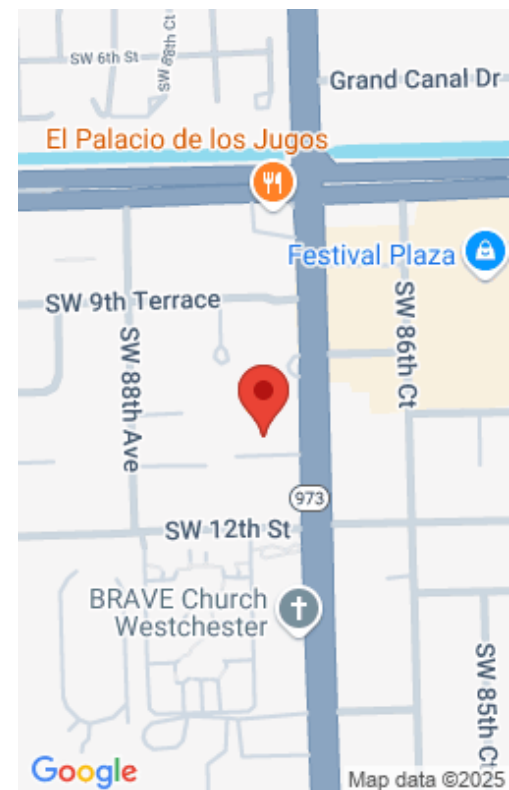 SW 6th St
SW 88th Ct
Grand Canal Dr
El Palacio de los Jugos
Festival Plaza
SW 9th Terrace
SW 86th Ct
SW 88th Ave
973
SW 12th St
BRAVE Church
Westchester
SW 85th Ct
Google
Map data ©2025